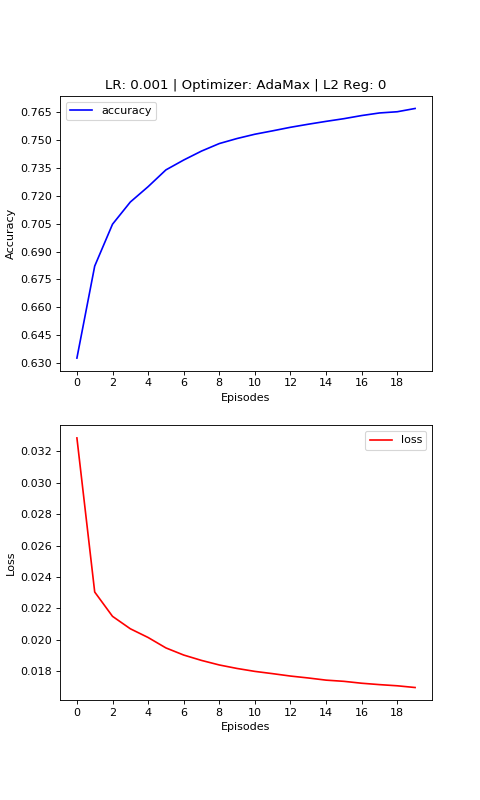 LR: 0.001 | Optimizer: AdaMax | L2 Reg: 0
accuracy
0.765
0.750
0.735
0.720
0.705
0.690
0.675
0.660
0.645
0.630
Accuracy
0 2 4 6 8 10 12 14 16 18
Episodes
loss
0.032
0.030
0.028
0.026
0.024
0.022
0.020
0.018
Loss
0 2 4 6 8 10 12 14 16 18
Episodes